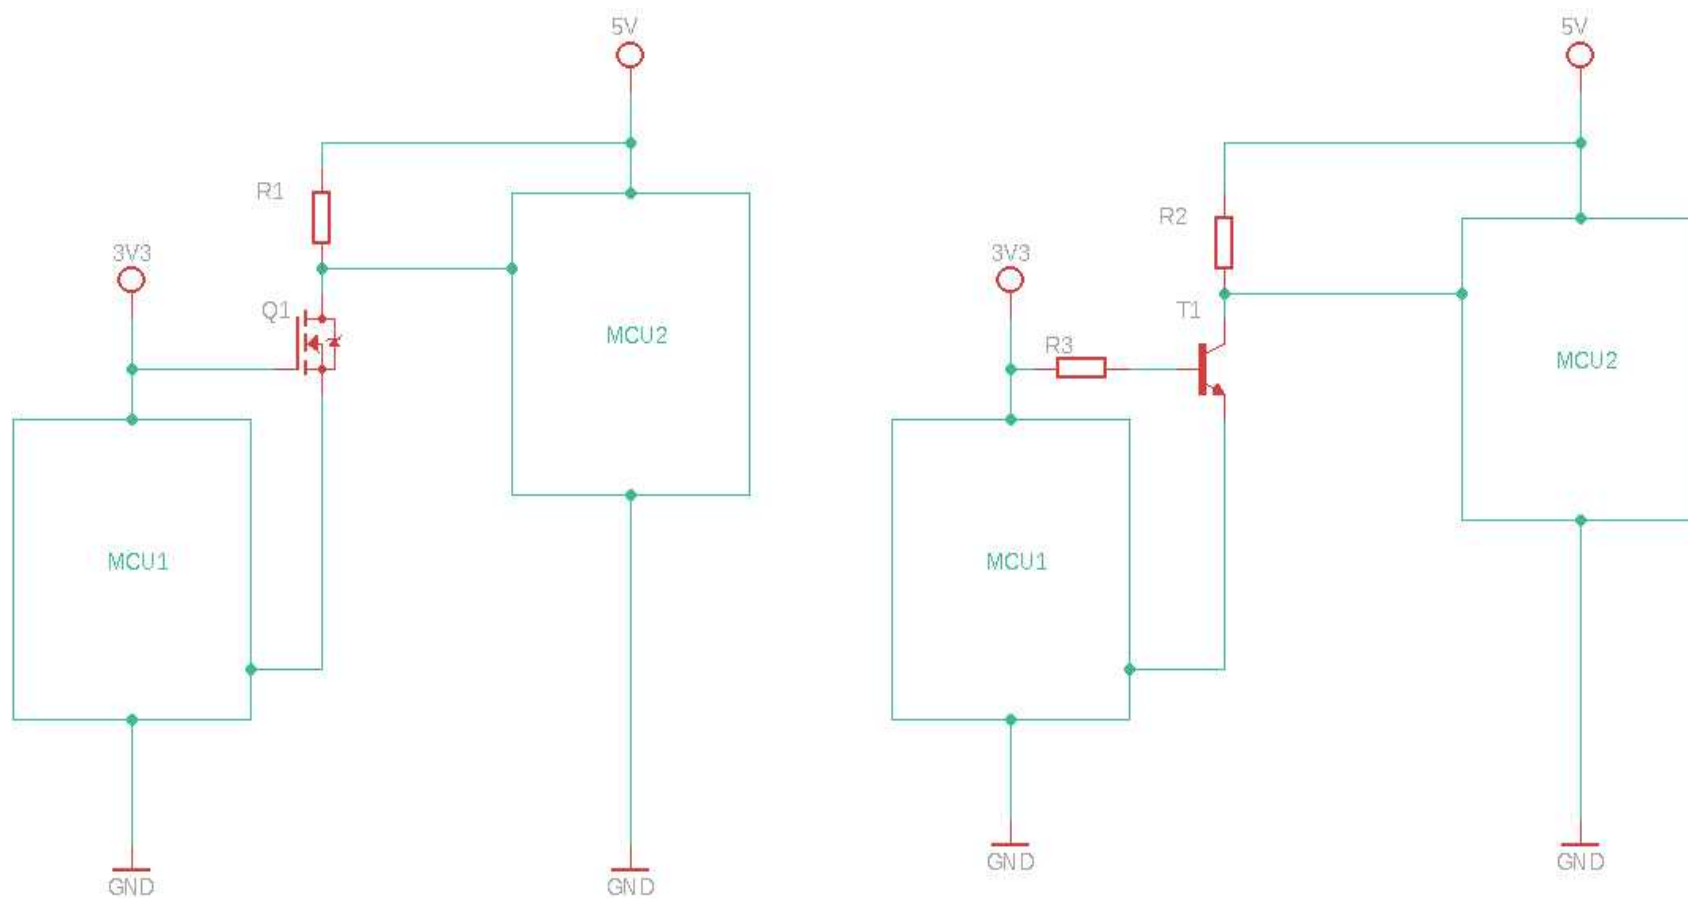 5V
R1
3V3
Q1
MCU2
MCU1
GND
GND
5V
R2
3V3
T1
R3
MCU2
MCU1
GND
GND